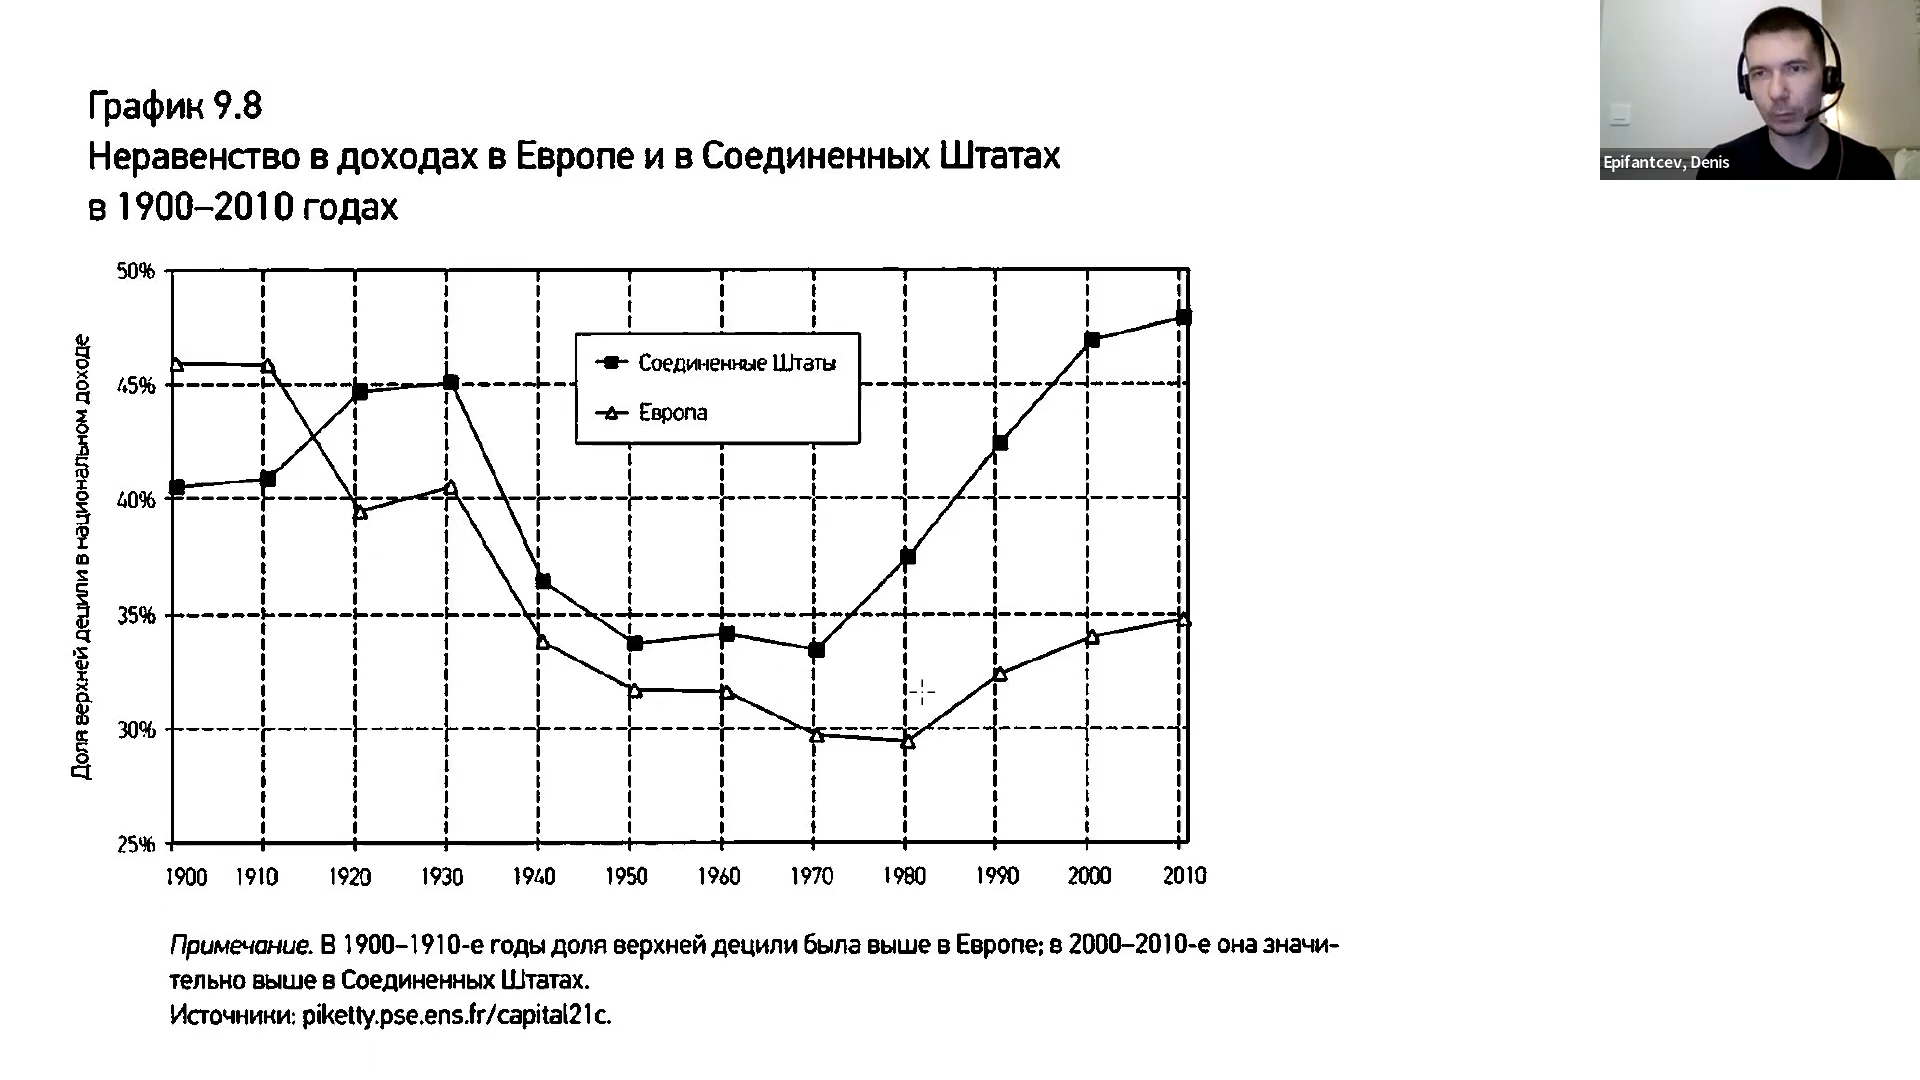 График 9.8
Неравенство в доходах в Европе и в Соединенных Штатах
в 1900–2010 годах
Epifantcev, Denis
Доля верхней децили в национальном доходе
50%
45%
40%
35%
30%
25%
Соединенные Штаты
Европа
1900 1910 1920 1930 1940 1950 1960 1970 1980 1990 2000 2010
Примечание. В 1900–1910-е годы доля верхней децили была выше в Европе; в 2000–2010-е она значи-
тельно выше в Соединенных Штатах.
Источники: piketty.pse.ens.fr/capital21c.